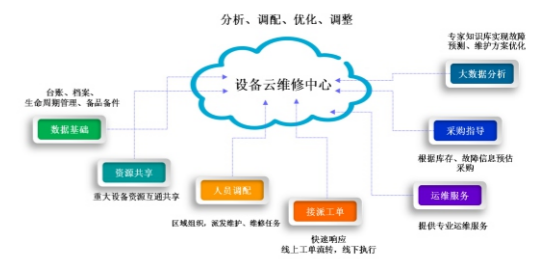 分析、调配、优化、调整
专家知识库实现故障
预测、维护方案优化
设备云维修中心
大数据分析
台账、档案、
生命周期管理、备品备件
数据基础
采购指导
根据库存、故障信息预估
采购
资源共享
重大设备资源互通共享
人员调配
区域组织，派发维护、维修任务
接派工单
快速响应
线上工单流转，线下执行
运维服务
提供专业运维服务